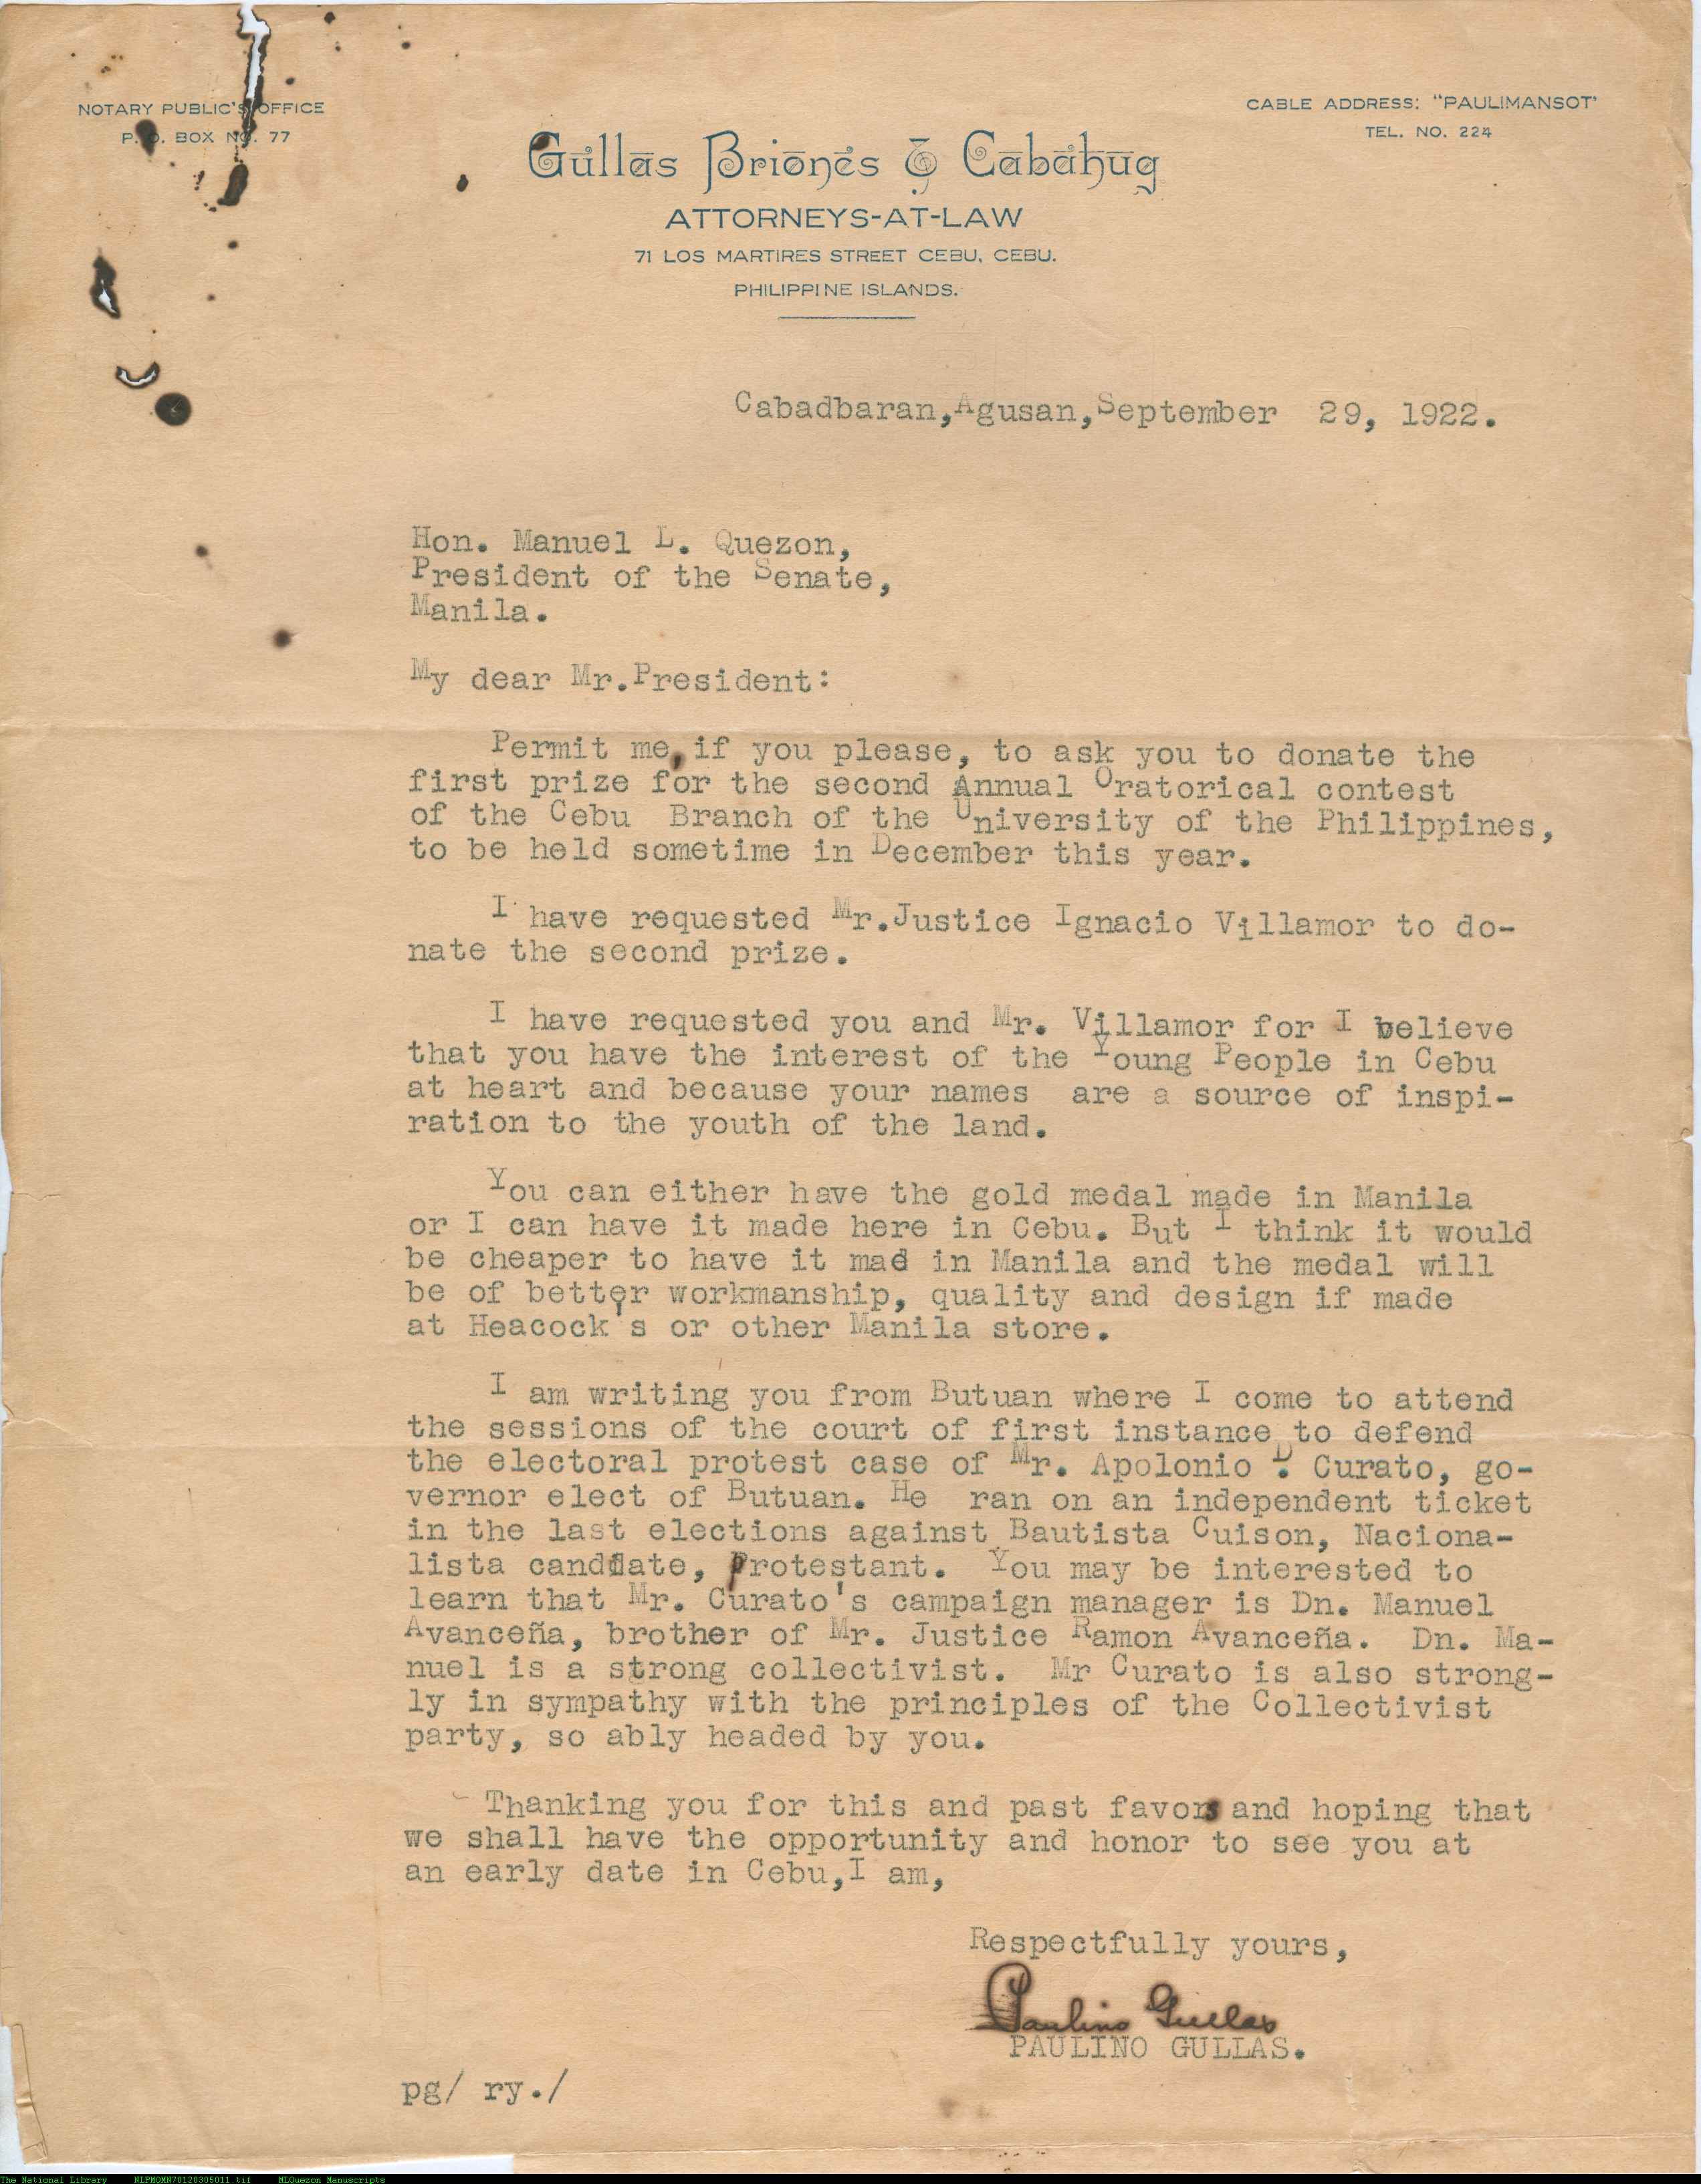 NOTARY PUBLIC'S OFFICE
P. O. BOX NO. 77
CABLE ADDRESS: "PAULIMANSOT"
TEL. NO. 224
Gullas Briones & Cabahug
ATTORNEYS-AT-LAW
71 LOS MARTIRES STREET CEBU, CEBU.
PHILIPPINE ISLANDS.
Cabadbaran,Agusan,September 29, 1922.
Hon. Manuel L. Quezon,
President of the Senate,
Manila.
My dear Mr.President:
Permit me,if you please, to ask you to donate the
first prize for the second Annual Oratorical contest
of the Cebu Branch of the University of the Philippines,
to be held sometime in December this year.
I have requested Mr.Justice Ignacio Villamor to do-
nate the second prize.
I have requested you and Mr. Villamor for I believe
that you have the interest of the Young People in Cebu
at heart and because your names are a source of inspi-
ration to the youth of the land.
You can either have the gold medal made in Manila
or I can have it made here in Cebu. But I think it would
be cheaper to have it mad in Manila and the medal will
be of better workmanship, quality and design if made
at Heacock's or other Manila store.
I am writing you from Butuan where I come to attend
the sessions of the court of first instance to defend
the electoral protest case of Mr. Apolonio D. Curato, go-
vernor elect of Butuan. He ran on an independent ticket
in the last elections against Bautista Cuison, Naciona-
lista canddate, Protestant. You may be interested to
learn that Mr. Curato's campaign manager is Dn. Manuel
Avanceña, brother of Mr. Justice Ramon Avanceña. Dn. Ma-
nuel is a strong collectivist. Mr Curato is also strong-
ly in sympathy with the principles of the Collectivist
party, so ably headed by you.
Thanking you for this and past favors and hoping that
we shall have the opportunity and honor to see you at
an early date in Cebu,I am,
Respectfully yours,
Paulino Gullas
PAULINO GULLAS.
pg/ ry./
The National Library NLPMQMN70120305011.tif MLQuezon Manuscripts